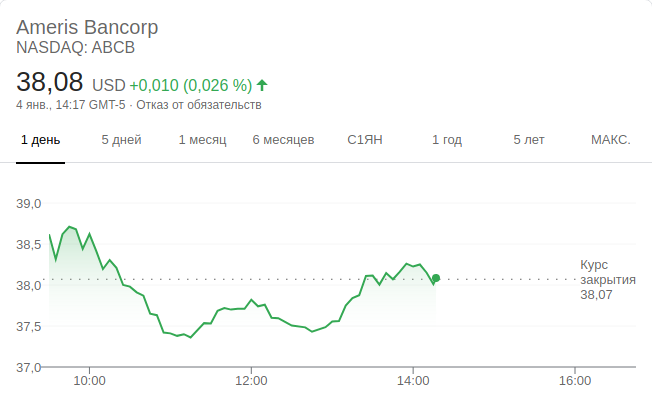 Ameris Bancorp
NASDAQ: ABCB
38,08 USD +0,010 (0,026 %)
4 янв., 14:17 GMT-5 · Отказ от обязательств
1 день 5 дней 1 месяц 6 месяцев С1ЯН 1 год 5 лет МАКС.
39,0
38,5
38,0
37,5
37,0
Курс
закрытия
38,07
10:00 12:00 14:00 16:00